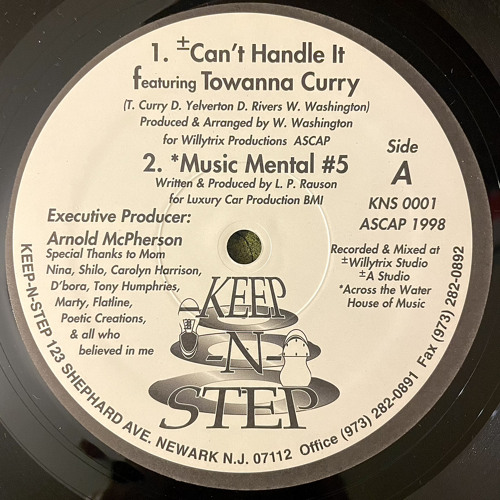 1. ±Can't Handle It
featuring Towanna Curry
(T. Curry D. Yelverton D. Rivers W. Washington)
Produced & Arranged by W. Washington
for Willytrix Productions ASCAP
2. *Music Mental #5
Written & Produced by L. P. Rauson
for Luxury Car Production BMI
Side
A
KNS 0001
ASCAP 1998
Executive Producer:
Arnold McPherson
Special Thanks to Mom
Nina, Shilo, Carolyn Harrison,
D'bora, Tony Humphries,
Marty, Flatline,
Poetic Creations,
& all who
believed in me
Recorded & Mixed at
±Willytrix Studio
±A Studio
*Across the Water
House of Music
KEEP
-N-
STEP
KEEP-N-STEP 123 SHEPHARD AVE. NEWARK N.J. 07112 Office (973) 282-0891 Fax (973) 282-0892